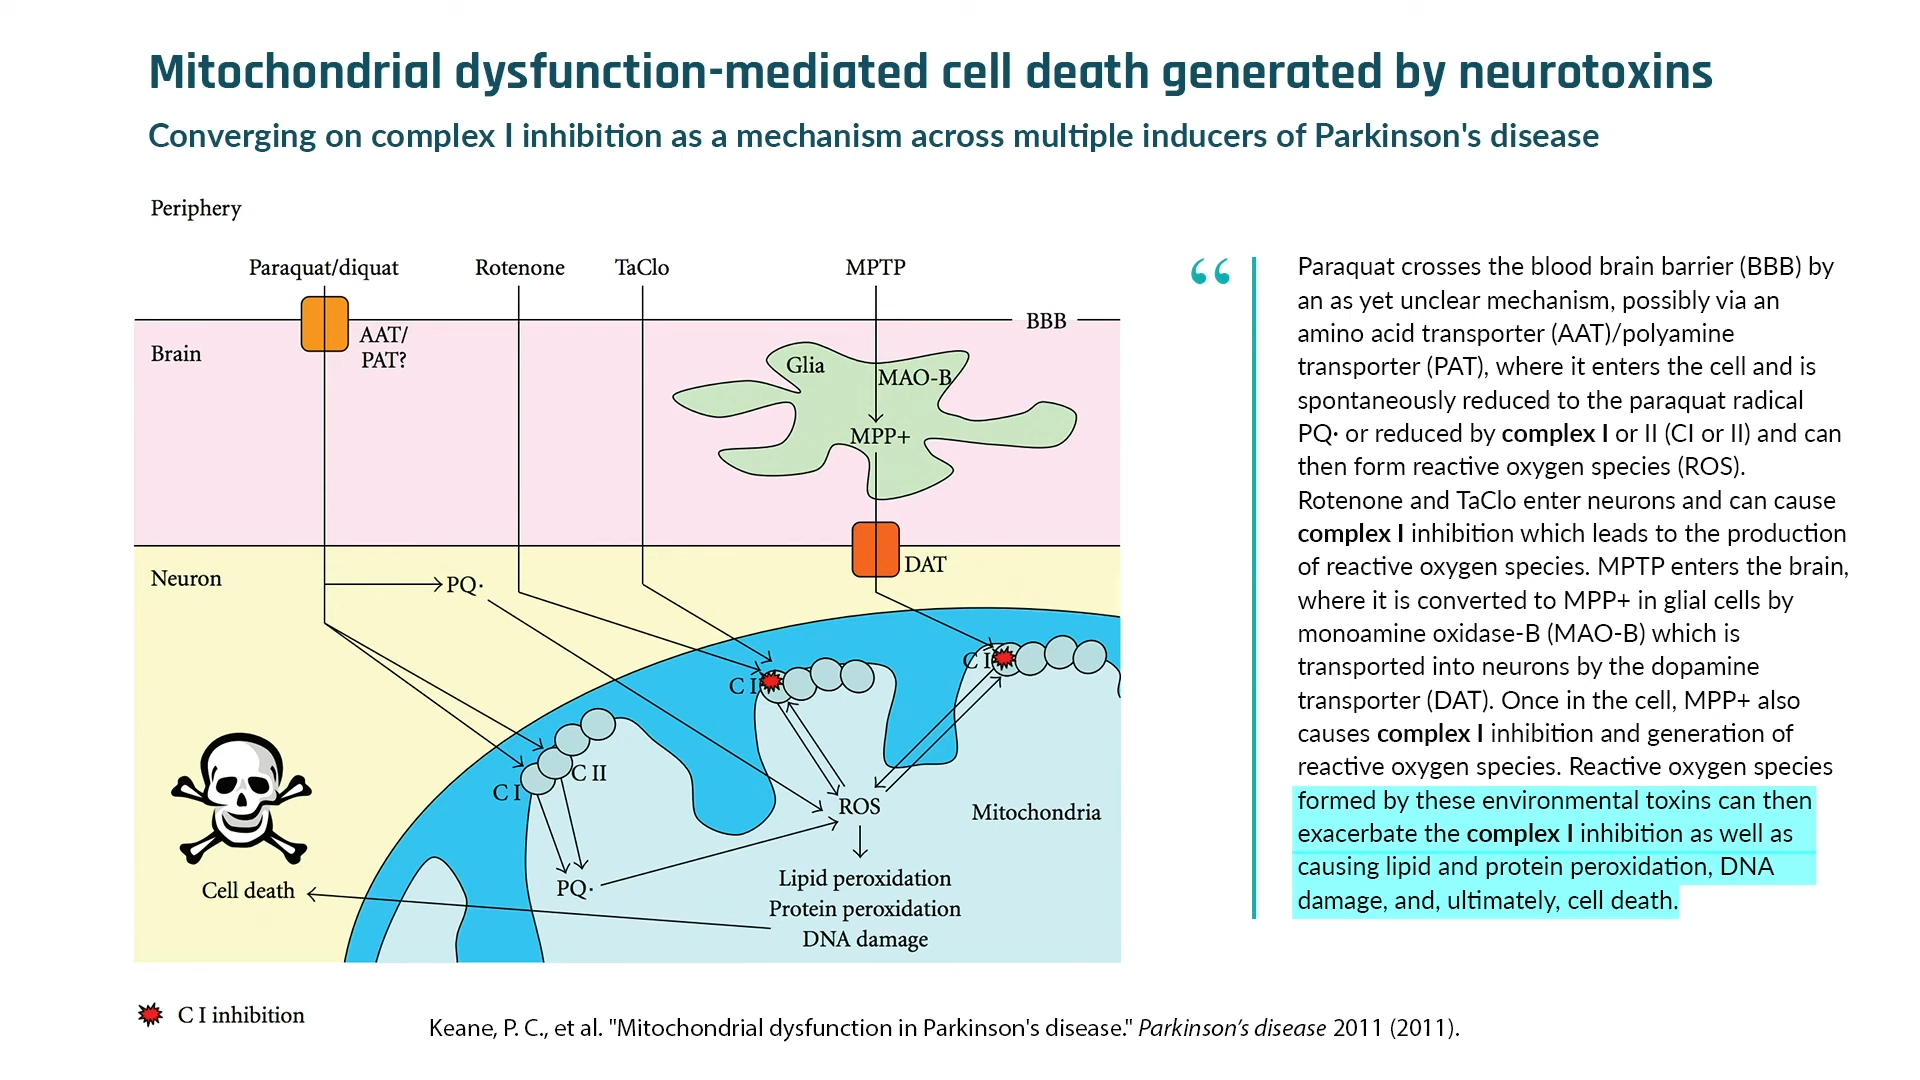 Mitochondrial dysfunction-mediated cell death generated by neurotoxins
Converging on complex I inhibition as a mechanism across multiple inducers of Parkinson's disease
Periphery
Paraquat/diquat
Rotenone
TaClo
MPTP
BBB
AAT/
PAT?
Brain
Glia
MAO-B
MPP+
DAT
Neuron
PQ·
C I
C I
C II
C I
ROS
Mitochondria
PQ·
Lipid peroxidation
Protein peroxidation
DNA damage
Cell death
C I inhibition
“
Paraquat crosses the blood brain barrier (BBB) by
an as yet unclear mechanism, possibly via an
amino acid transporter (AAT)/polyamine
transporter (PAT), where it enters the cell and is
spontaneously reduced to the paraquat radical
PQ· or reduced by complex I or II (CI or II) and can
then form reactive oxygen species (ROS).
Rotenone and TaClo enter neurons and can cause
complex I inhibition which leads to the production
of reactive oxygen species. MPTP enters the brain,
where it is converted to MPP+ in glial cells by
monoamine oxidase-B (MAO-B) which is
transported into neurons by the dopamine
transporter (DAT). Once in the cell, MPP+ also
causes complex I inhibition and generation of
reactive oxygen species. Reactive oxygen species
formed by these environmental toxins can then
exacerbate the complex I inhibition as well as
causing lipid and protein peroxidation, DNA
damage, and, ultimately, cell death.
Keane, P. C., et al. "Mitochondrial dysfunction in Parkinson's disease." Parkinson's disease 2011 (2011).